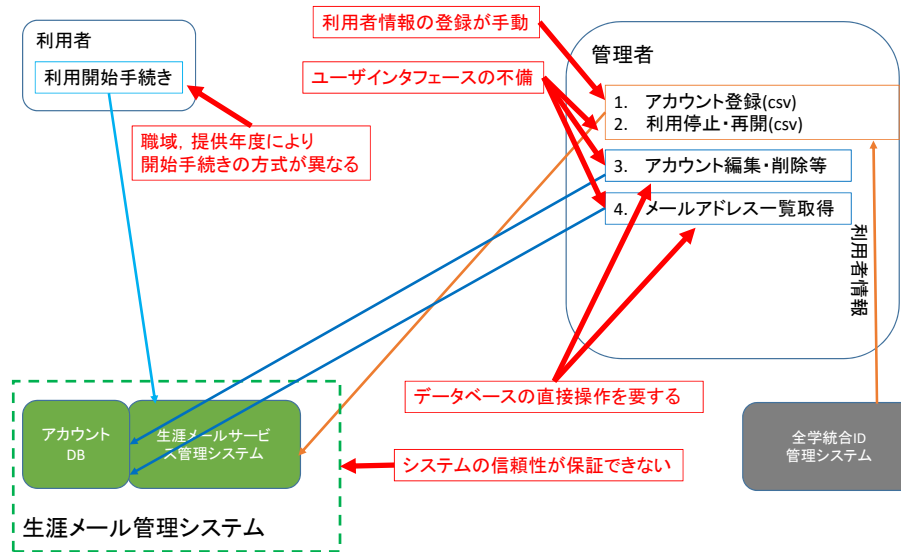 利用者情報の登録が手動
利用者
利用開始手続き
ユーザインタフェースの不備
管理者
1. アカウント登録(csv)
2. 利用停止・再開(csv)
職域，提供年度により
開始手続きの方式が異なる
3. アカウント編集・削除等
4. メールアドレス一覧取得
利用者情報
データベースの直接操作を要する
アカウント
DB
生涯メールサービ
ス管理システム
システムの信頼性が保証できない
全学統合ID
管理システム
生涯メール管理システム